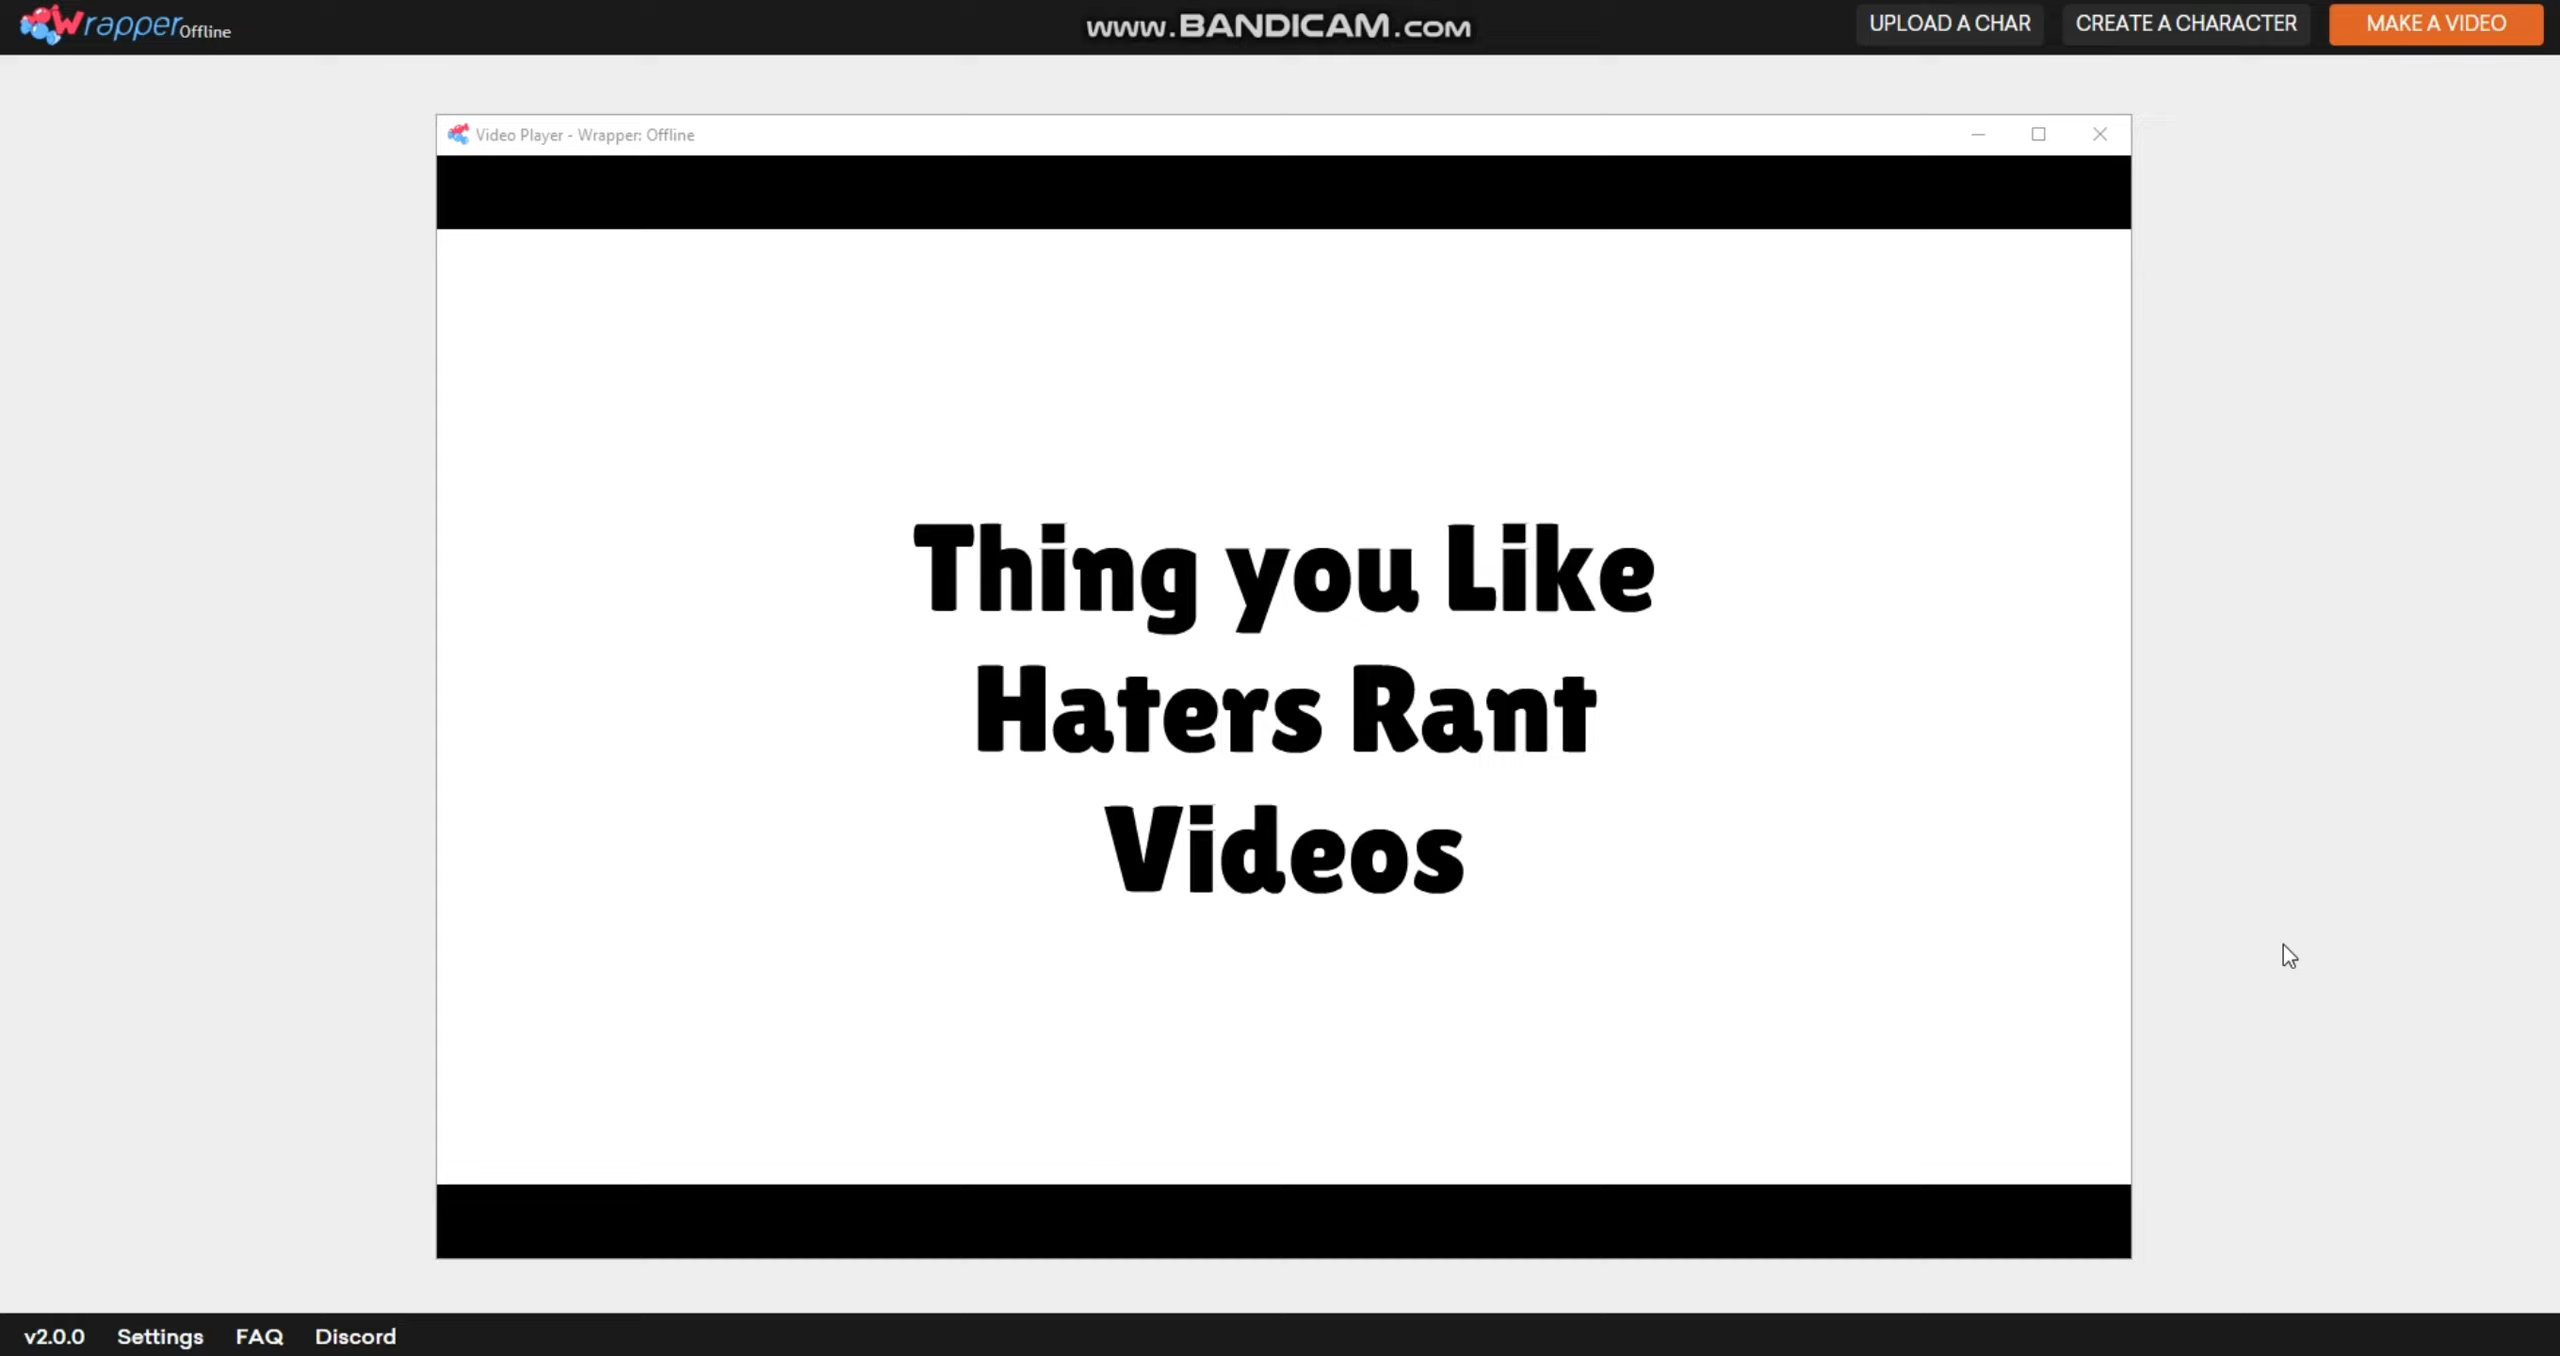 Wrapper Offline
www.BANDICAM.com
UPLOAD A CHAR
CREATE A CHARACTER
MAKE A VIDEO
Video Player - Wrapper: Offline
Thing you Like
Haters Rant
Videos
v2.0.0
Settings
FAQ
Discord